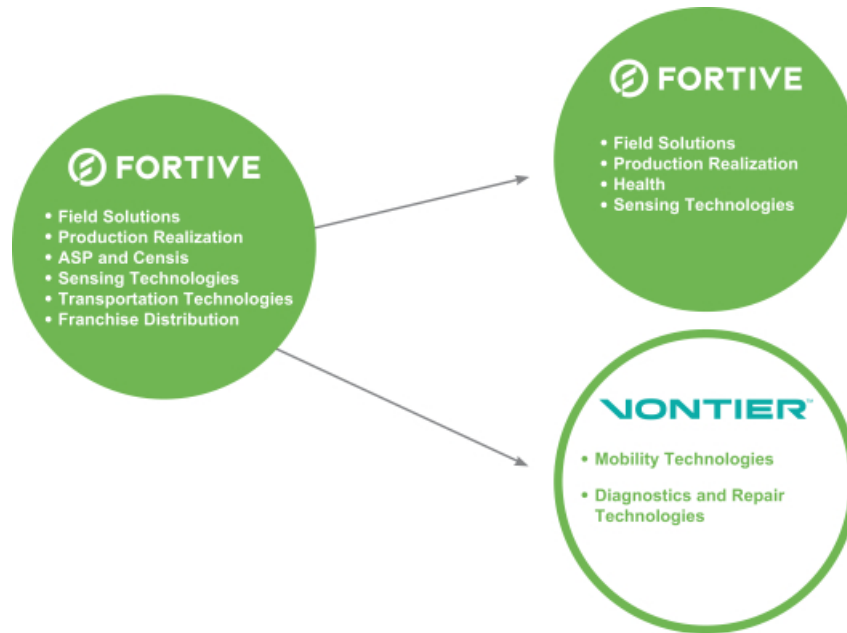 FORTIVE
• Field Solutions
• Production Realization
• ASP and Censis
• Sensing Technologies
• Transportation Technologies
• Franchise Distribution
FORTIVE
• Field Solutions
• Production Realization
• Health
• Sensing Technologies
VONTIER™
• Mobility Technologies
• Diagnostics and Repair
Technologies